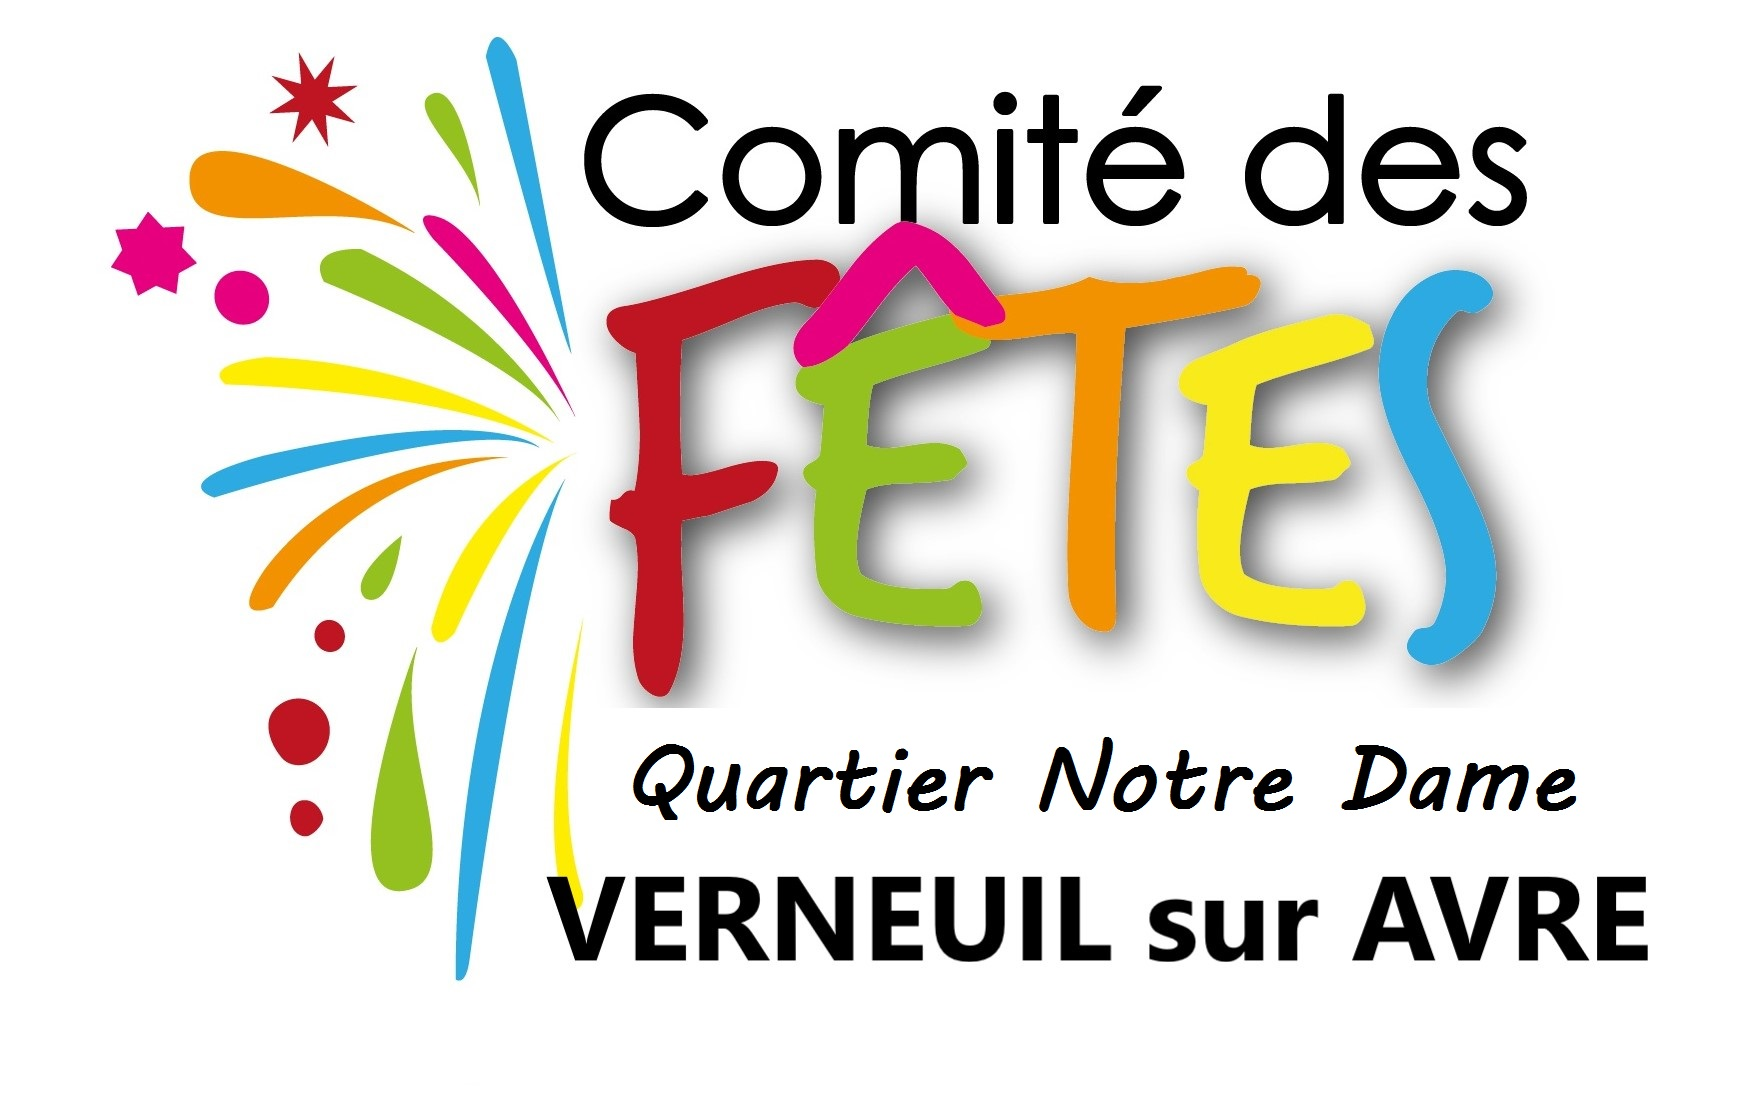 Comité des
FÊTES
Quartier Notre Dame
VERNEUIL sur AVRE